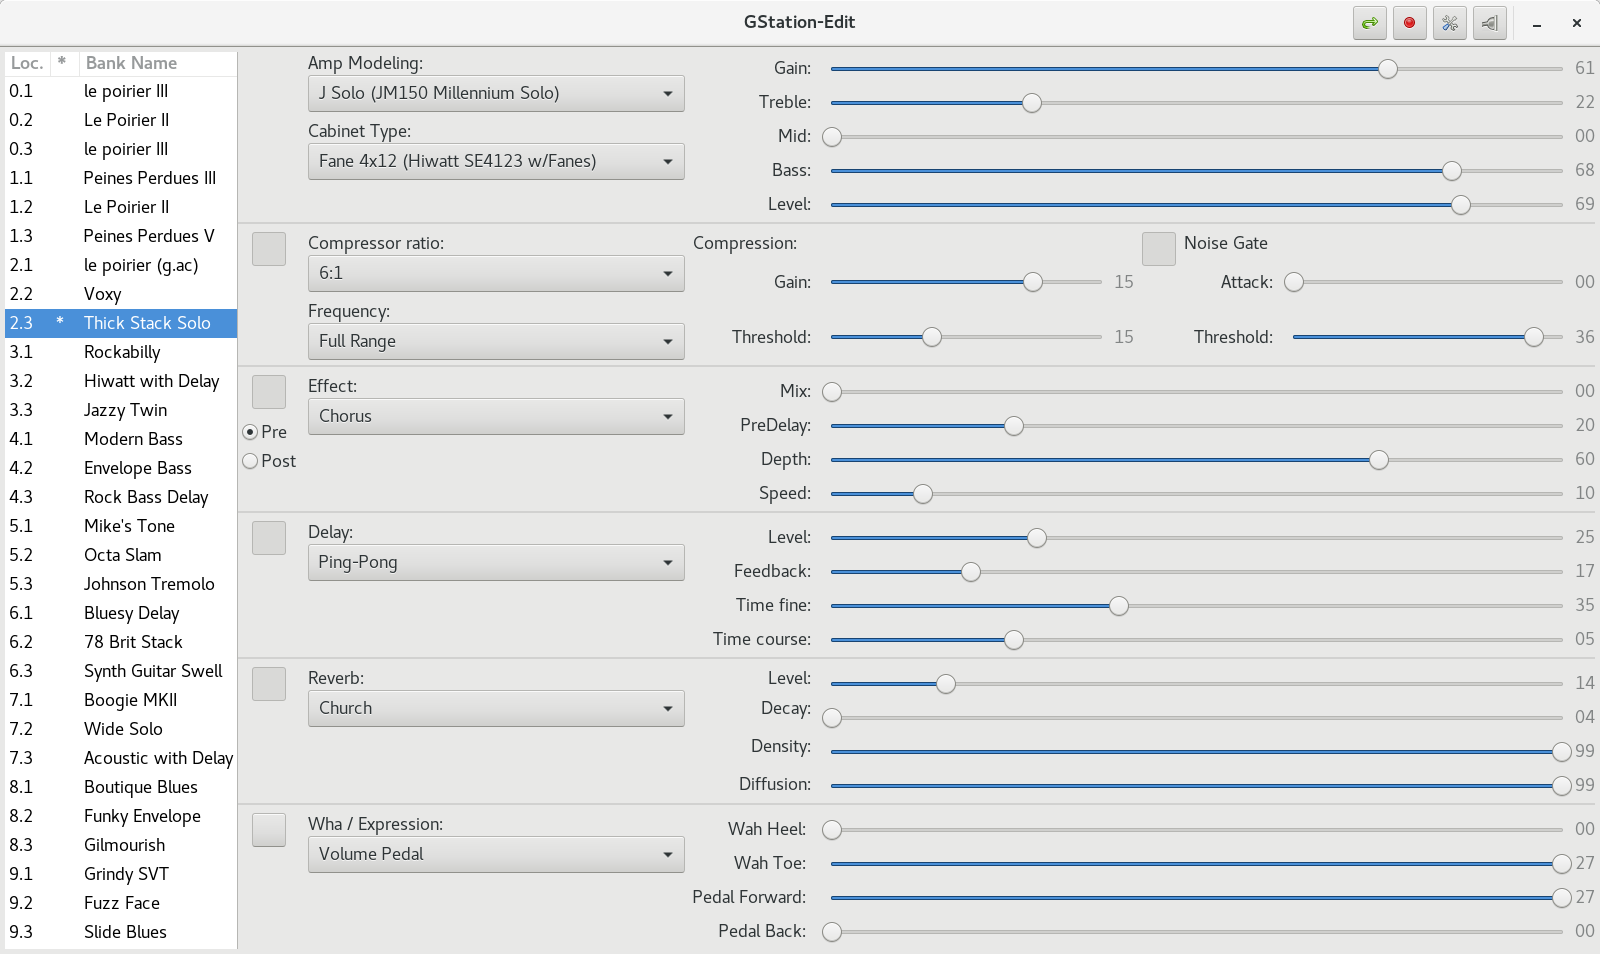 GStation-Edit
Loc. * Bank Name
0.1 le poirier III
0.2 Le Poirier II
0.3 le poirier III
1.1 Peines Perdues III
1.2 Le Poirier II
1.3 Peines Perdues V
2.1 le poirier (g.ac)
2.2 Voxy
2.3 * Thick Stack Solo
3.1 Rockabilly
3.2 Hiwatt with Delay
3.3 Jazzy Twin
4.1 Modern Bass
4.2 Envelope Bass
4.3 Rock Bass Delay
5.1 Mike's Tone
5.2 Octa Slam
5.3 Johnson Tremolo
6.1 Bluesy Delay
6.2 78 Brit Stack
6.3 Synth Guitar Swell
7.1 Boogie MKII
7.2 Wide Solo
7.3 Acoustic with Delay
8.1 Boutique Blues
8.2 Funky Envelope
8.3 Gilmourish
9.1 Grindy SVT
9.2 Fuzz Face
9.3 Slide Blues
Amp Modeling:
J Solo (JM150 Millennium Solo)
Cabinet Type:
Fane 4x12 (Hiwatt SE4123 w/Fanes)
Gain: 61
Treble: 22
Mid: 00
Bass: 68
Level: 69
Compressor ratio:
6:1
Frequency:
Full Range
Compression:
Gain: 15
Threshold: 15
Noise Gate
Attack: 00
Threshold: 36
Effect:
Chorus
Pre
Post
Mix: 00
PreDelay: 20
Depth: 60
Speed: 10
Delay:
Ping-Pong
Level: 25
Feedback: 17
Time fine: 35
Time course: 05
Reverb:
Church
Level: 14
Decay: 04
Density: 99
Diffusion: 99
Wha / Expression:
Volume Pedal
Wah Heel: 00
Wah Toe: 27
Pedal Forward: 27
Pedal Back: 00